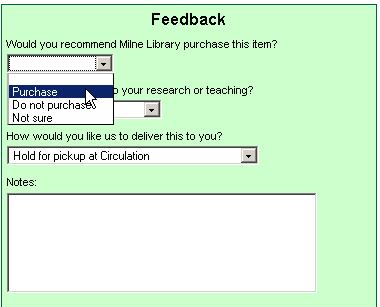 Feedback
Would you recommend Milne Library purchase this item?
Purchase
Do not purchase
Not sure
to your research or teaching?
How would you like us to deliver this to you?
Hold for pickup at Circulation
Notes: